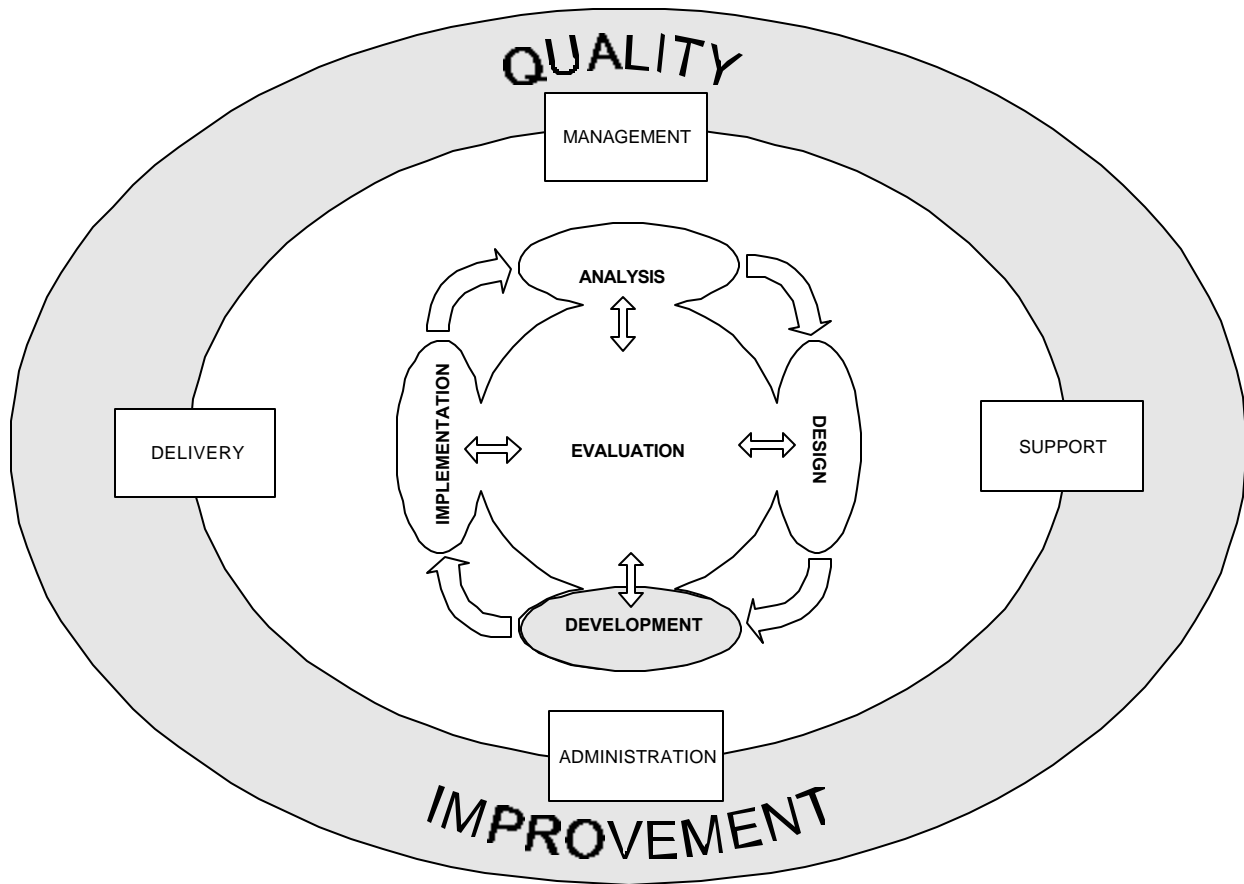 QUALITY
MANAGEMENT
ANALYSIS
IMPLEMENTATION
DESIGN
DELIVERY
EVALUATION
SUPPORT
DEVELOPMENT
ADMINISTRATION
IMPROVEMENT